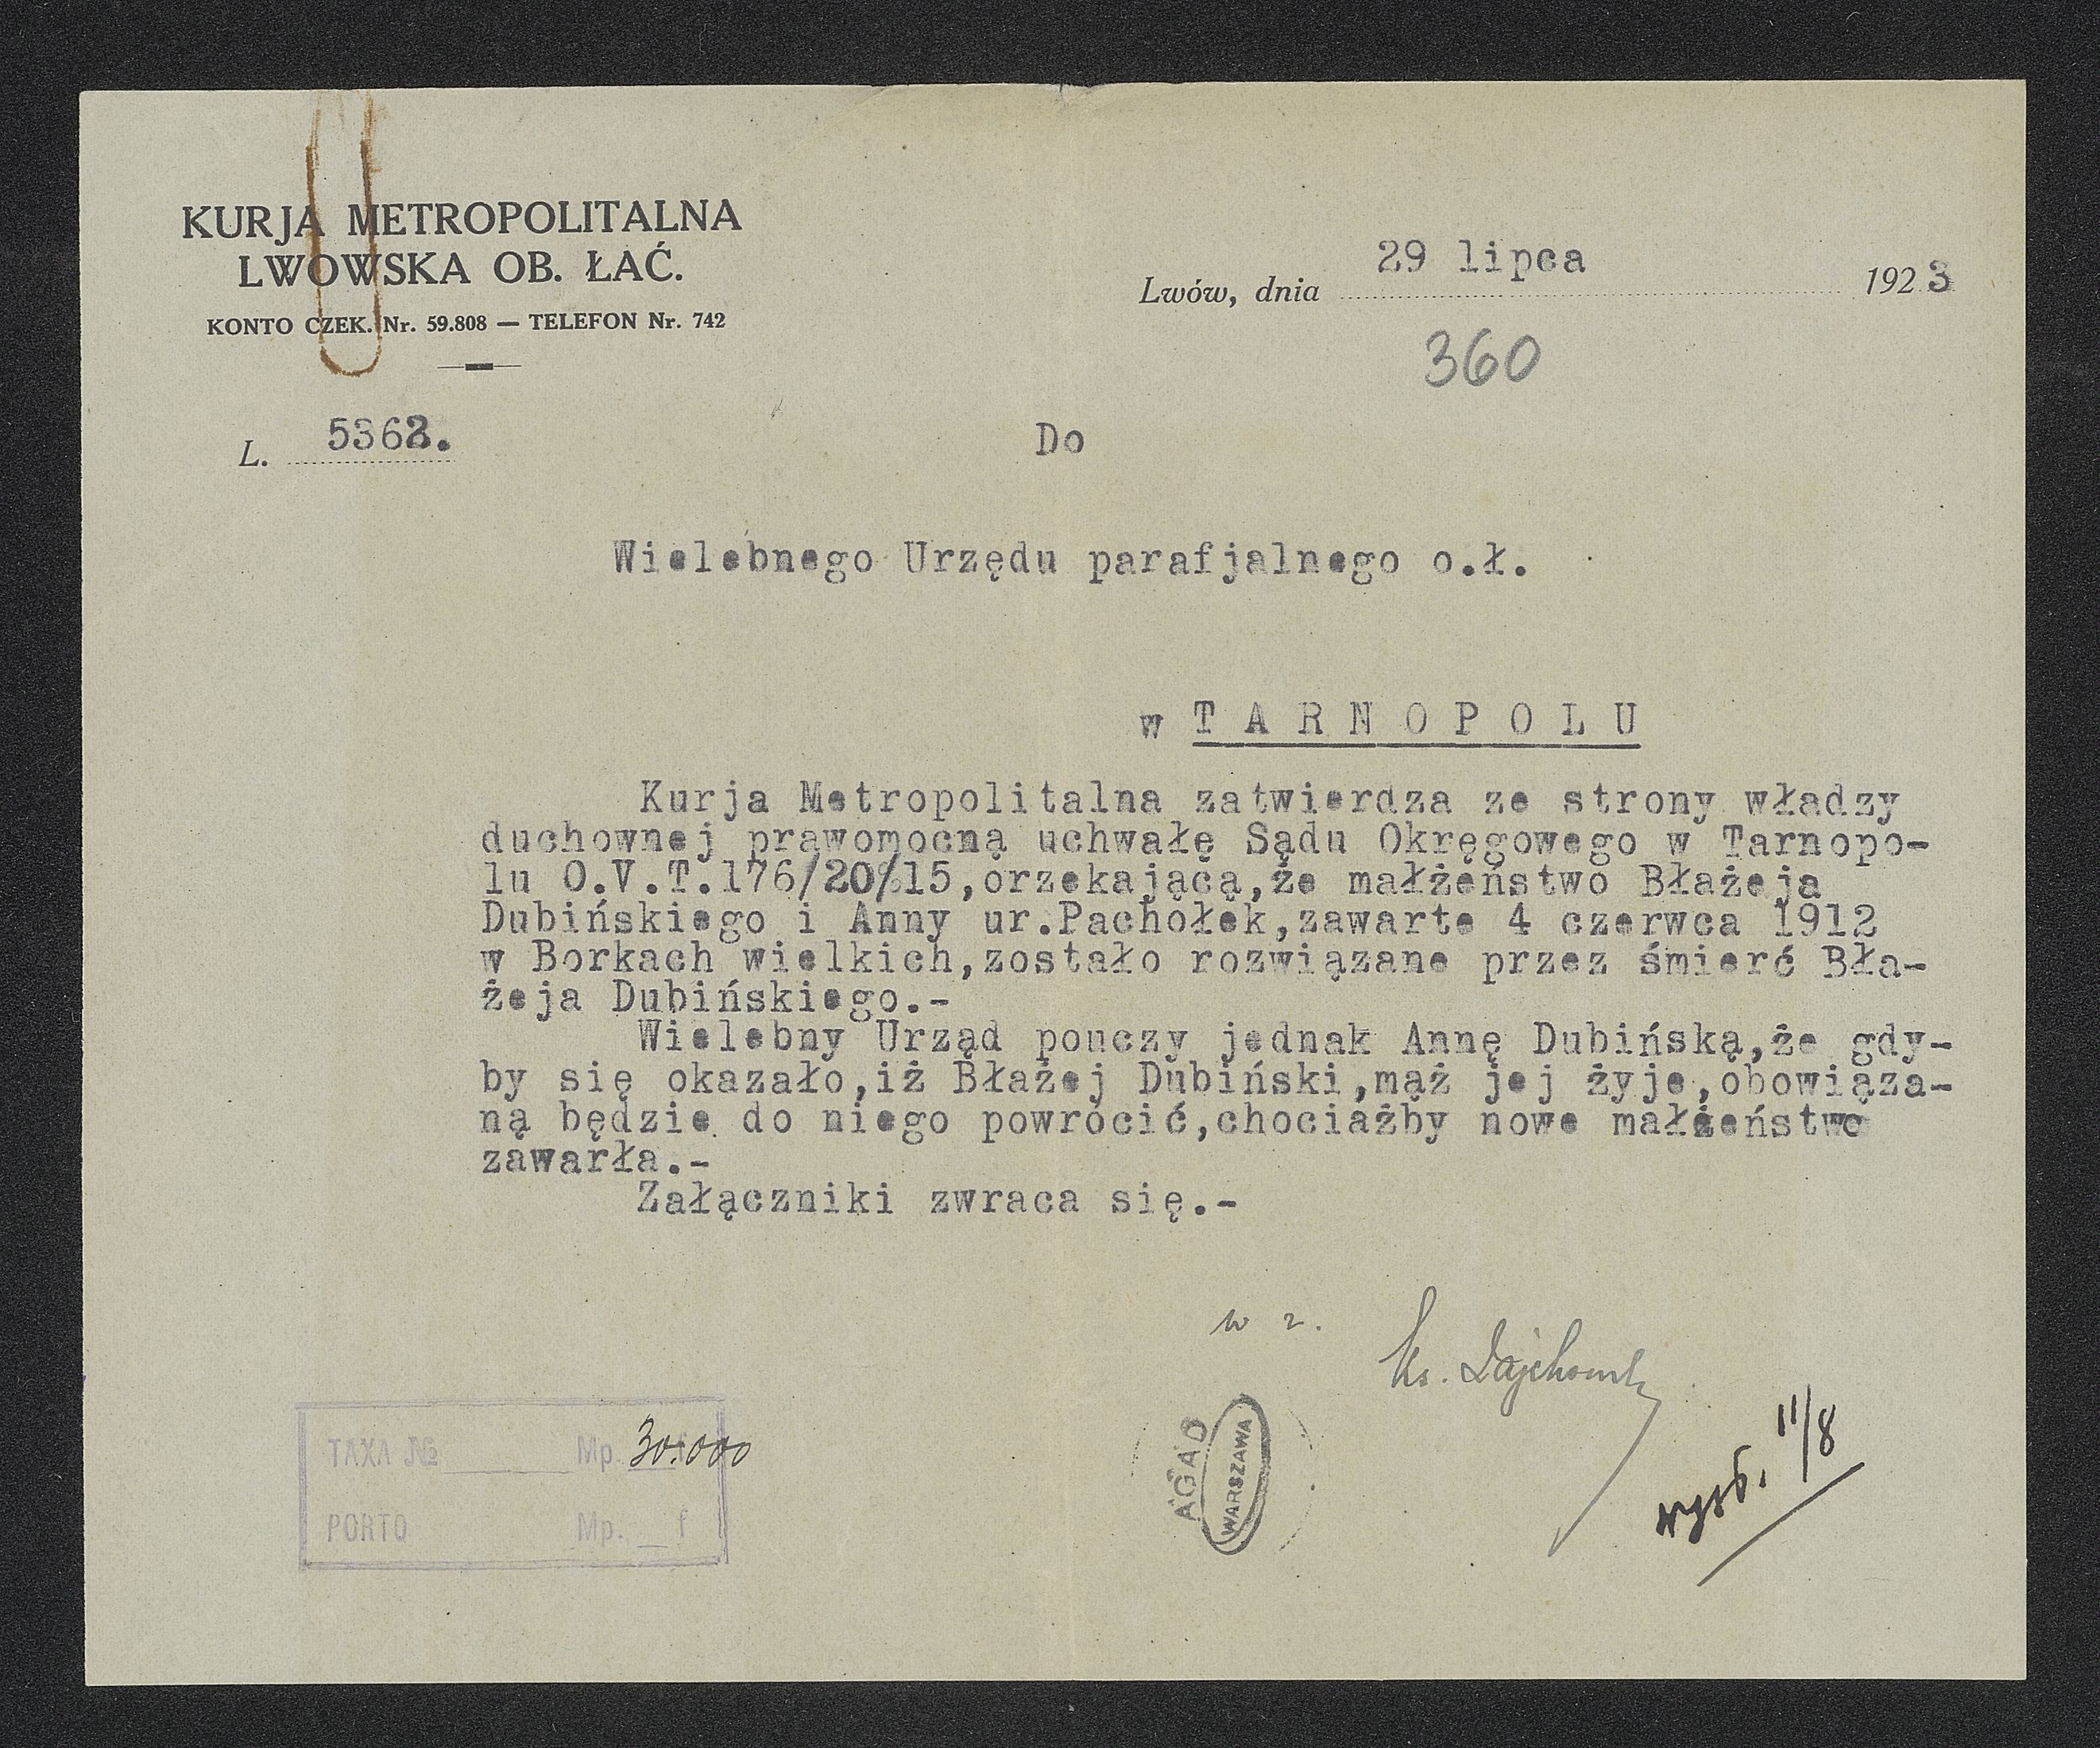 KURJA METROPOLITALNA
LWOWSKA OB. ŁAĆ.
KONTO CZEK. Nr. 59.808 — TELEFON Nr. 742
Lwów, dnia 29 lipca 1923
360
L. 5362.
Do
Wielebnego Urzędu parafjalnego o.ł.
w TARNOPOLU
Kurja Metropolitalna zatwierdza ze strony władzy
duchownej prawomocną uchwałę Sądu Okręgowego w Tarnopo-
lu O.V.T.176/20/15,orzekającą,że małżeństwo Błażeja
Dubińskiego i Anny ur.Pachołek,zawarte 4 czerwca 1912
w Borkach wielkich,zostało rozwiązane przez śmierć Bła-
żeja Dubińskiego.-
Wielebny Urząd pouczy jednak Annę Dubińską,że gdy-
by się okazało,iż Błażej Dubiński,mąż jej żyje,obowiąza-
ną będzie do niego powrócić,chociażby nowe małżeństwo
zawarła.-
Załączniki zwraca się.-
w z.
Ks.
11/8
TAXA № Mp. 30.000
PORTO Mp. f
AGAD
WARSZAWA